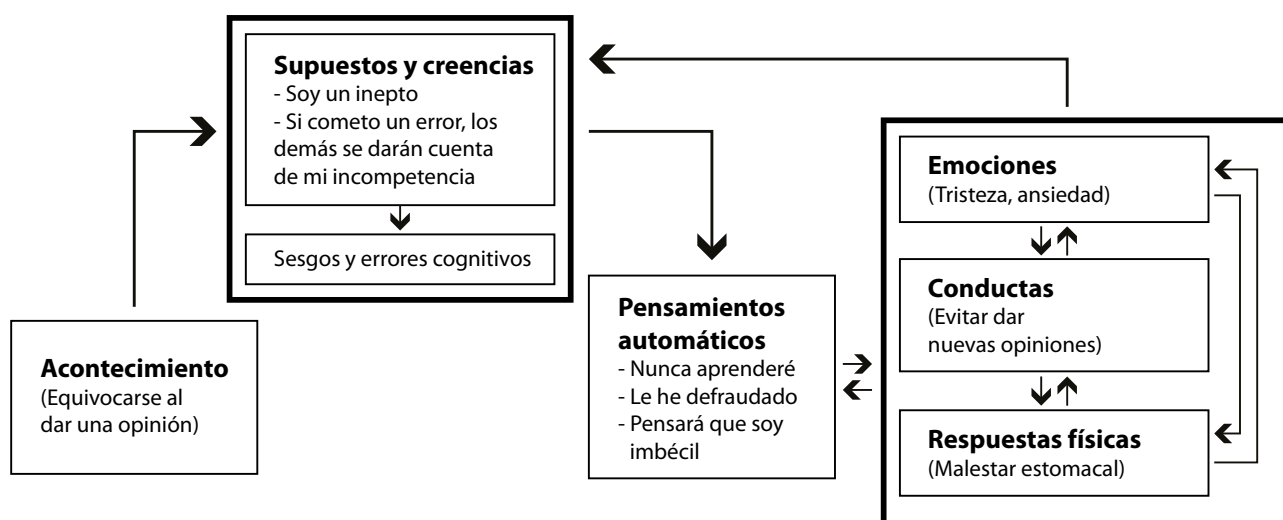 Supuestos y creencias
- Soy un inepto
- Si cometo un error, los
demás se darán cuenta
de mi incompetencia
Sesgos y errores cognitivos
Acontecimiento
(Equivocarse al
dar una opinión)
Pensamientos
automáticos
- Nunca aprenderé
- Le he defraudado
- Pensará que soy
imbécil
Emociones
(Tristeza, ansiedad)
Conductas
(Evitar dar
nuevas opiniones)
Respuestas físicas
(Malestar estomacal)